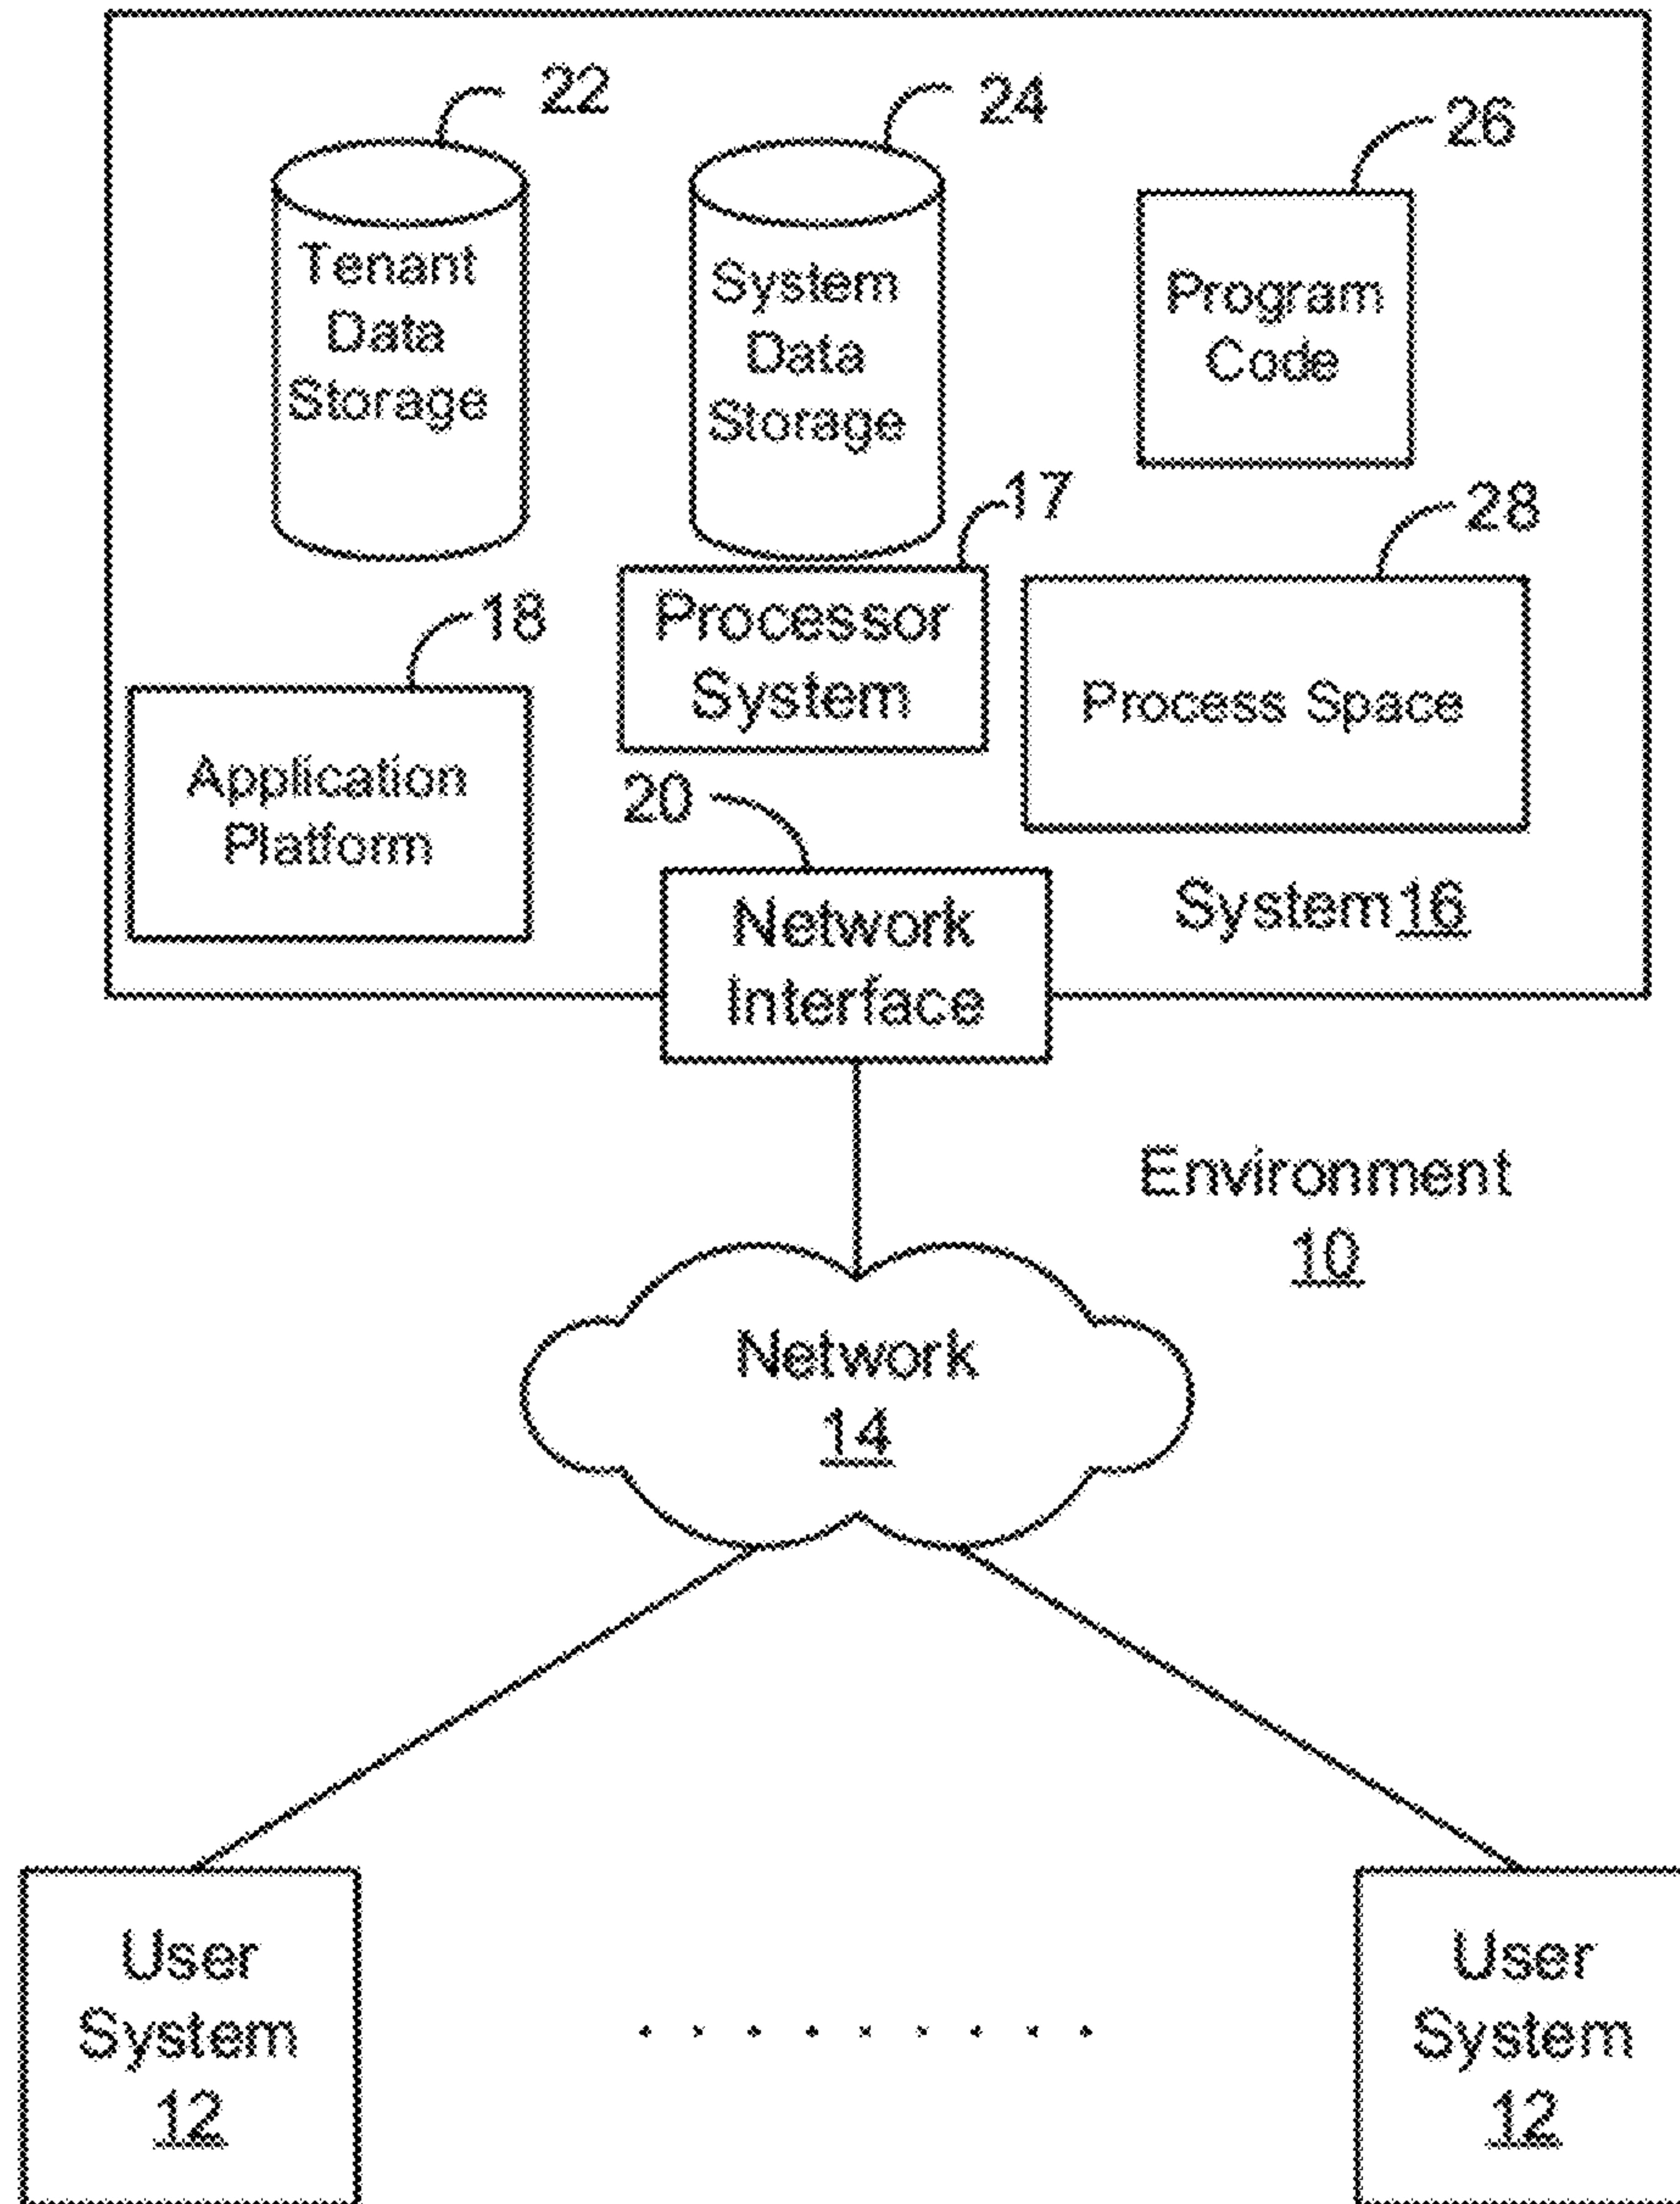 22
24
26
Tenant
Data
Storage
System
Data
Storage
Program
Code
17
28
18
Processor
System
Process Space
Application
Platform
20
Network
Interface
System 16
Environment
10
Network
14
User
System
12
User
System
12